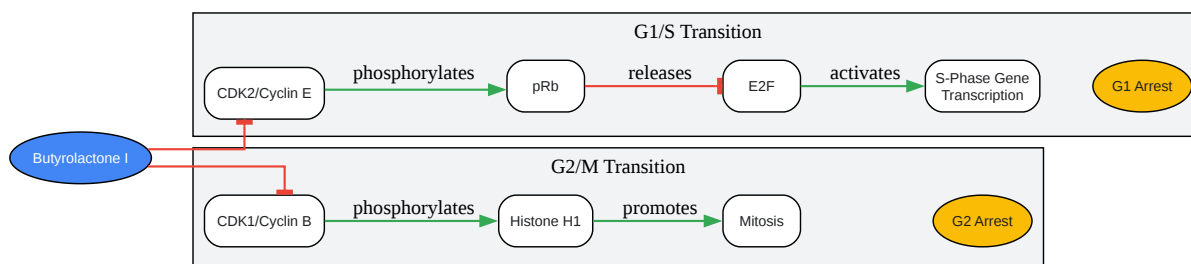 G1/S Transition
CDK2/Cyclin E
phosphorylates
pRb
releases
E2F
activates
S-Phase Gene
Transcription
G1 Arrest
Butyrolactone I
G2/M Transition
CDK1/Cyclin B
phosphorylates
Histone H1
promotes
Mitosis
G2 Arrest